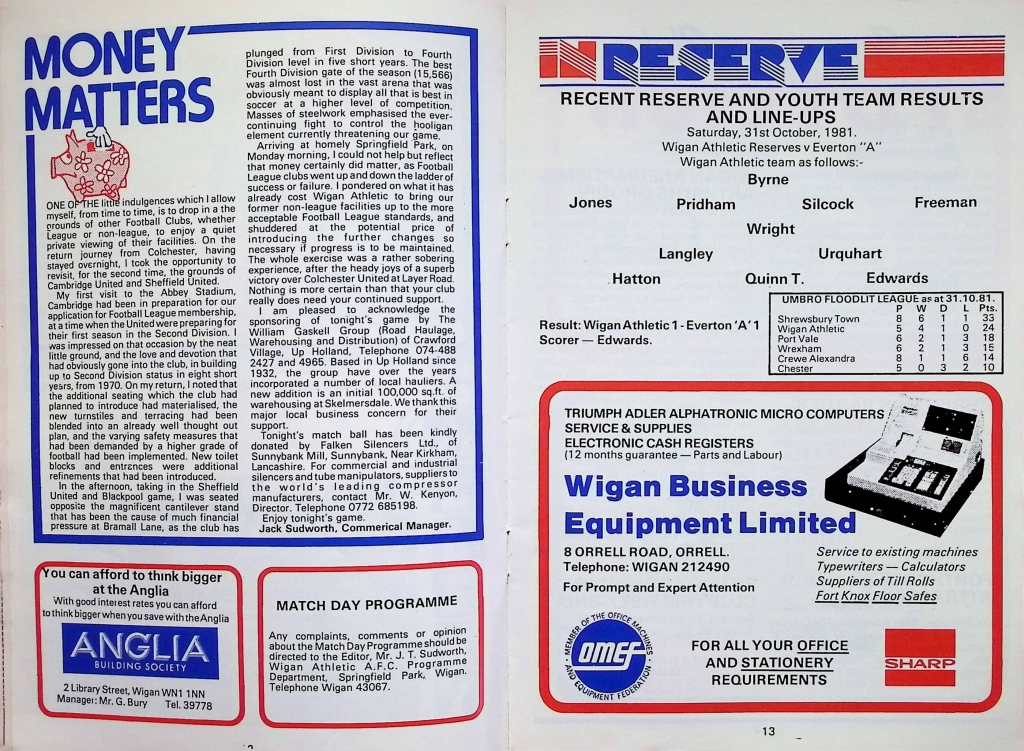 MONEY
MATTERS
ONE OF THE little indulgences which I allow
myself, from time to time, is to drop in a the
grounds of other Football Clubs, whether
League or non-league, to enjoy a quiet
private viewing of their facilities. On the
return journey from Colchester, having
stayed overnight, I took the opportunity to
revisit, for the second time, the grounds of
Cambridge United and Sheffield United.
My first visit to the Abbey Stadium,
Cambridge had been in preparation for our
application for Football League membership,
at a time when the United were preparing for
their first season in the Second Division. I
was impressed on that occasion by the neat
little ground, and the love and devotion that
had obviously gone into the club, in building
up to Second Division status in eight short
years, from 1970. On my return, I noted that
the additional seating which the club had
planned to introduce had materialised, the
new turnstiles and terracing had been
blended into an already well thought out
plan, and the varying safety measures that
had been demanded by a higher grade of
football had been implemented. New toilet
blocks and entrances were additional
refinements that had been introduced.
In the afternoon, taking in the Sheffield
United and Blackpool game, I was seated
opposite the magnificent cantilever stand
that has been the cause of much financial
pressure at Bramall Lane, as the club has
plunged from First Division to Fourth
Division level in five short years. The best
Fourth Division gate of the season (15,566)
was almost lost in the vast arena that was
obviously meant to display all that is best in
soccer at a higher level of competition.
Masses of steelwork emphasised the ever-
continuing fight to control the hooligan
element currently threatening our game.
Arriving at homely Springfield Park, on
Monday morning, I could not help but reflect
that money certainly did matter, as Football
League clubs went up and down the ladder of
success or failure. I pondered on what it has
already cost Wigan Athletic to bring our
former non-league facilities up to the more
acceptable Football League standards, and
shuddered at the potential price of
introducing the further changes so
necessary if progress is to be maintained.
The whole exercise was a rather sobering
experience, after the heady joys of a superb
victory over Colchester United at Layer Road.
Nothing is more certain than that your club
really does need your continued support.
I am pleased to acknowledge the
sponsoring of tonight's game by The
William Gaskell Group (Road Haulage,
Warehousing and Distribution) of Crawford
Village, Up Holland, Telephone 074-488
2427 and 4965. Based in Up Holland since
1932, the group have over the years
incorporated a number of local hauliers. A
new addition is an initial 100,000 sq.ft. of
warehousing at Skelmersdale. We thank this
major local business concern for their
support.
Tonight's match ball has been kindly
donated by Falken Silencers Ltd., of
Sunnybank Mill, Sunnybank, Near Kirkham,
Lancashire. For commercial and industrial
silencers and tube manipulators, suppliers to
the world's leading compressor
manufacturers, contact Mr. W. Kenyon,
Director. Telephone 0772 685198.
Enjoy tonight's game.
Jack Sudworth, Commerical Manager.
You can afford to think bigger
at the Anglia
With good interest rates you can afford
to think bigger when you save with the Anglia
ANGLIA
BUILDING SOCIETY
2 Library Street, Wigan WN1 1NN
Manager: Mr. G. Bury Tel. 39778
MATCH DAY PROGRAMME
Any complaints, comments or opinion
about the Match Day Programme should be
directed to the Editor, Mr. J. T. Sudworth,
Wigan Athletic A.F.C. Programme
Department, Springfield Park, Wigan.
Telephone Wigan 43067.
IN RESERVE
RECENT RESERVE AND YOUTH TEAM RESULTS
AND LINE-UPS
Saturday, 31st October, 1981.
Wigan Athletic Reserves v Everton "A"
Wigan Athletic team as follows:-
Byrne
Jones Pridham Silcock Freeman
Wright
Langley Urquhart
Hatton Quinn T. Edwards
Result: Wigan Athletic 1 - Everton 'A' 1
Scorer — Edwards.
UMBRO FLOODLIT LEAGUE as at 31.10.81.
P W D L Pts.
Shrewsbury Town 8 6 1 1 33
Wigan Athletic 5 4 1 0 24
Port Vale 6 2 1 3 18
Wrexham 6 2 1 3 15
Crewe Alexandra 8 1 1 6 14
Chester 5 0 3 2 10
TRIUMPH ADLER ALPHATRONIC MICRO COMPUTERS
SERVICE & SUPPLIES
ELECTRONIC CASH REGISTERS
(12 months guarantee — Parts and Labour)
Wigan Business
Equipment Limited
8 ORRELL ROAD, ORRELL.
Telephone: WIGAN 212490
For Prompt and Expert Attention
Service to existing machines
Typewriters — Calculators
Suppliers of Till Rolls
Fort Knox Floor Safes
MEMBER OF THE OFFICE MACHINES
OMEF
AND EQUIPMENT FEDERATION
FOR ALL YOUR OFFICE
AND STATIONERY
REQUIREMENTS
SHARP
13